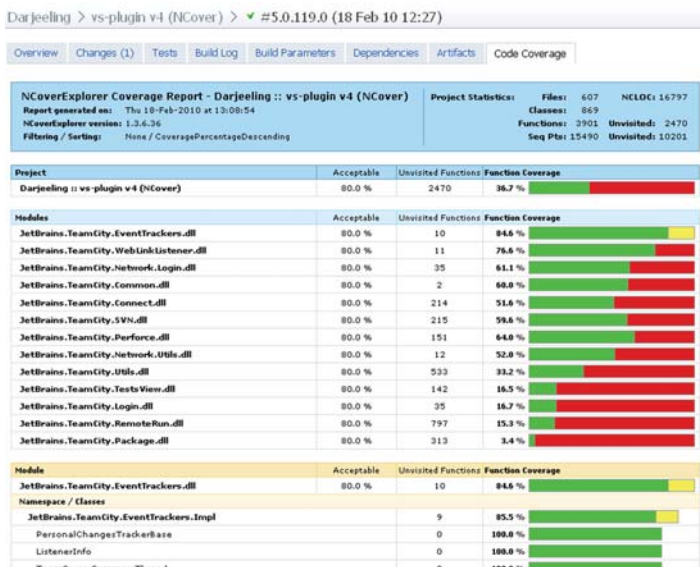 Darjeeling > vs-plugin v4 (NCover) > #5.0.119.0 (18 Feb 10 12:27)
Overview Changes (1) Tests Build Log Build Parameters Dependencies Artifacts Code Coverage
NCoverExplorer Coverage Report - Darjeeling :: vs-plugin v4 (NCover) Project Statistics: Files: 607 NCLOC: 16797
Report generated on: Thu 18-Feb-2010 at 13:08:54 Classes: 869
NCoverExplorer version: 1.3.6.36 Functions: 3901 Unvisited: 2470
Filtering / Sorting: None / CoveragePercentageDescending Seq Pts: 15490 Unvisited: 10201
Project Acceptable Unvisited Functions Function Coverage
Darjeeling :: vs-plugin v4 (NCover) 80.0 % 2470 36.7 %
Modules Acceptable Unvisited Functions Function Coverage
JetBrains.TeamCity.EventTrackers.dll 80.0 % 10 84.6 %
JetBrains.TeamCity.WebLinkListener.dll 80.0 % 11 76.6 %
JetBrains.TeamCity.Network.Login.dll 80.0 % 35 61.1 %
JetBrains.TeamCity.Common.dll 80.0 % 2 60.0 %
JetBrains.TeamCity.Connect.dll 80.0 % 214 51.6 %
JetBrains.TeamCity.SVN.dll 80.0 % 215 59.6 %
JetBrains.TeamCity.Perforce.dll 80.0 % 151 64.0 %
JetBrains.TeamCity.Network.Utils.dll 80.0 % 12 52.0 %
JetBrains.TeamCity.Utils.dll 80.0 % 533 33.2 %
JetBrains.TeamCity.TestsView.dll 80.0 % 142 16.5 %
JetBrains.TeamCity.Login.dll 80.0 % 35 16.7 %
JetBrains.TeamCity.RemoteRun.dll 80.0 % 797 15.3 %
JetBrains.TeamCity.Package.dll 80.0 % 313 3.4 %
Module Acceptable Unvisited Functions Function Coverage
JetBrains.TeamCity.EventTrackers.dll 80.0 % 10 84.6 %
Namespace / Classes
JetBrains.TeamCity.EventTrackers.Impl 9 85.5 %
PersonalChangesTrackerBase 0 100.0 %
ListenerInfo 0 100.0 %